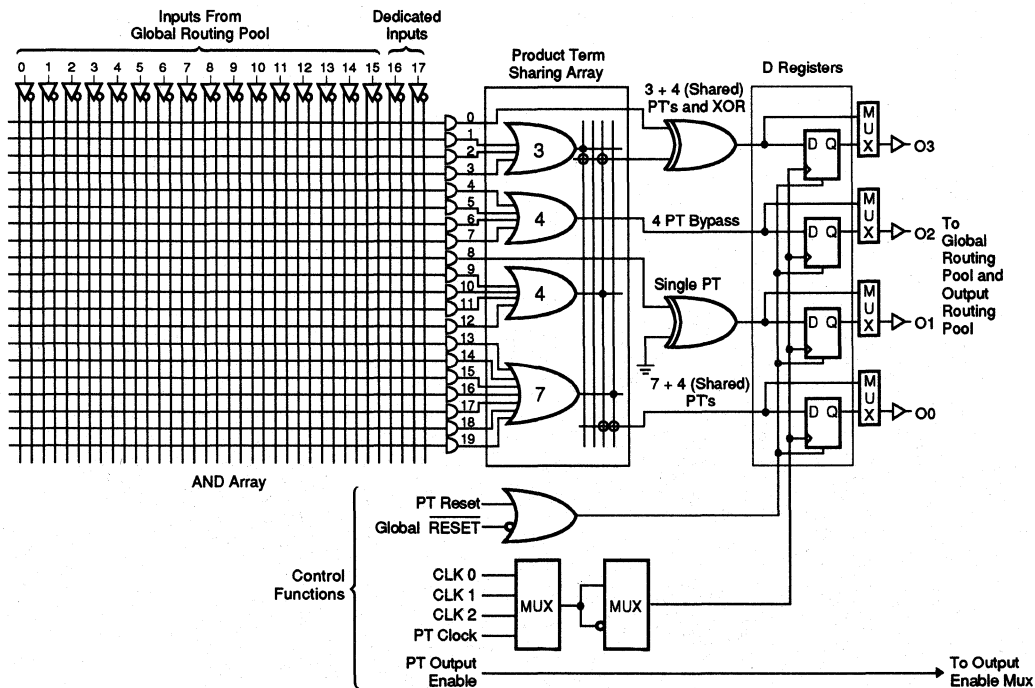 Inputs From
Global Routing Pool
Dedicated
Inputs
0 1 2 3 4 6 7 8 9 10 11 12 13 14 15 16 17
Product Term
Sharing Array
D Registers
3 + 4 (Shared)
PT's and XOR
0
1
2
3
4
5
6
7
8
9
10
11
12
13
14
15
16
17
18
19
3
4
4
7
4 PT Bypass
Single PT
7 + 4 (Shared)
PT's
D Q
D Q
D Q
D Q
MUX
MUX
MUX
MUX
O3
O2
O1
O0
To
Global
Routing
Pool and
Output
Routing
Pool
AND Array
Control
Functions
PT Reset
Global RESET
CLK 0
CLK 1
CLK 2
PT Clock
MUX
MUX
PT Output
Enable
To Output
Enable Mux